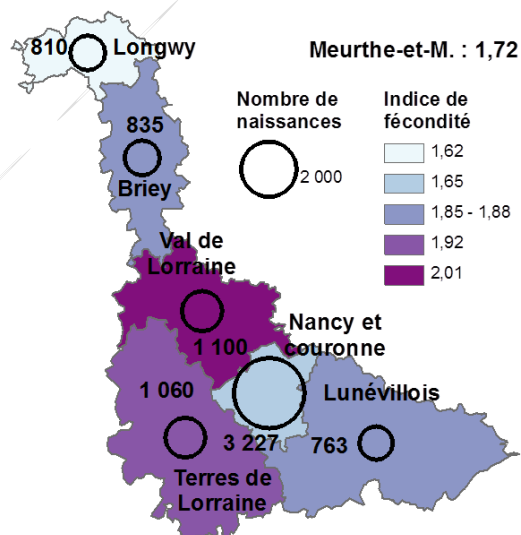 810
Longwy
Meurthe-et-M. : 1,72
Nombre de
naissances
2 000
Indice de
fécondité
1,62
1,65
1,85 - 1,88
1,92
2,01
835
Briey
Val de
Lorraine
1 100
Nancy et
couronne
3 227
1 060
Terres de
Lorraine
Lunévillois
763